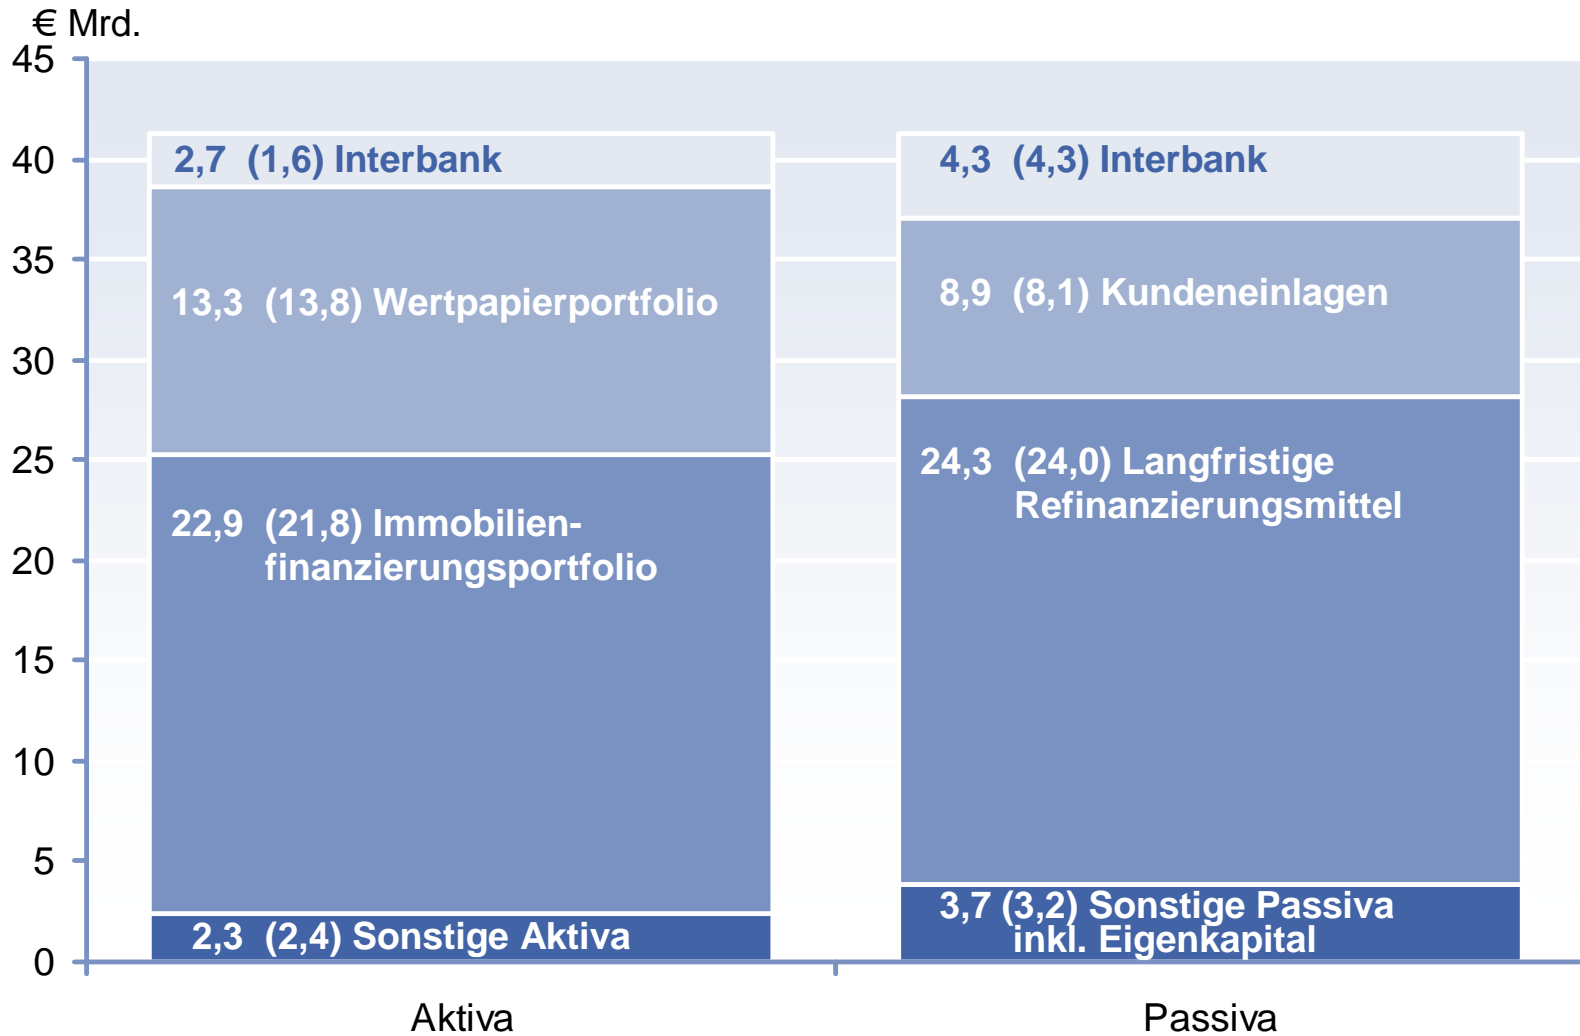 € Mrd.
45
40
35
30
25
20
15
10
5
0
2,7 (1,6) Interbank
13,3 (13,8) Wertpapierportfolio
22,9 (21,8) Immobilien-
finanzierungsportfolio
2,3 (2,4) Sonstige Aktiva
4,3 (4,3) Interbank
8,9 (8,1) Kundeneinlagen
24,3 (24,0) Langfristige
Refinanzierungsmittel
3,7 (3,2) Sonstige Passiva
inkl. Eigenkapital
Aktiva
Passiva